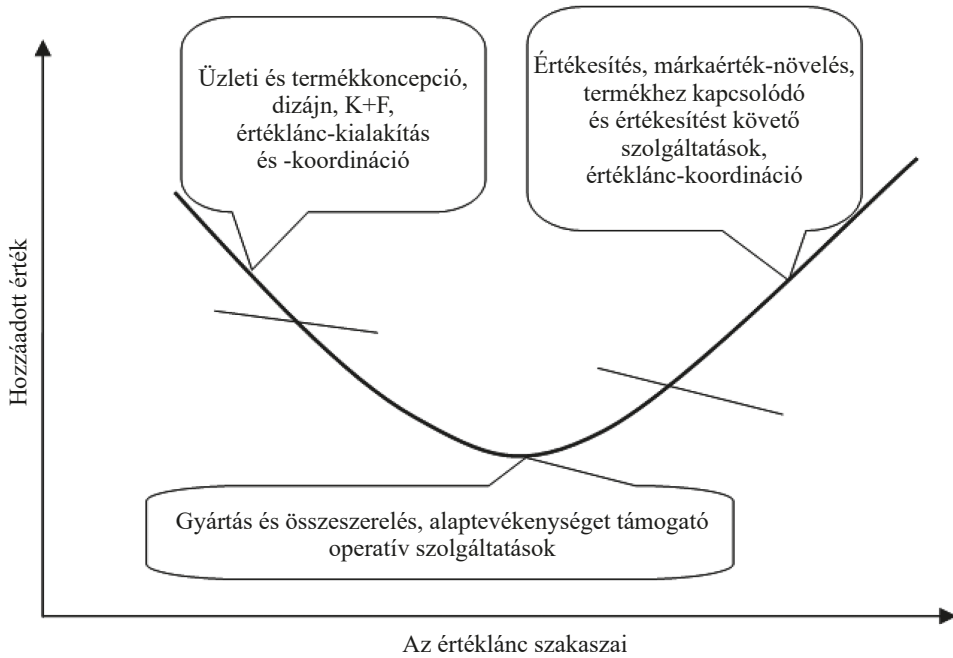 Üzleti és termékkoncepció,
dizájn, K+F,
értéklánc-kialakítás
és -koordináció
Értékesítés, márkaérték-növelés,
termékhez kapcsolódó
és értékesítést követő
szolgáltatások,
értéklánc-koordináció
Hozzáadott érték
Gyártás és összeszerelés, alaptevékenységet támogató
operatív szolgáltatások
Az értéklánc szakaszai